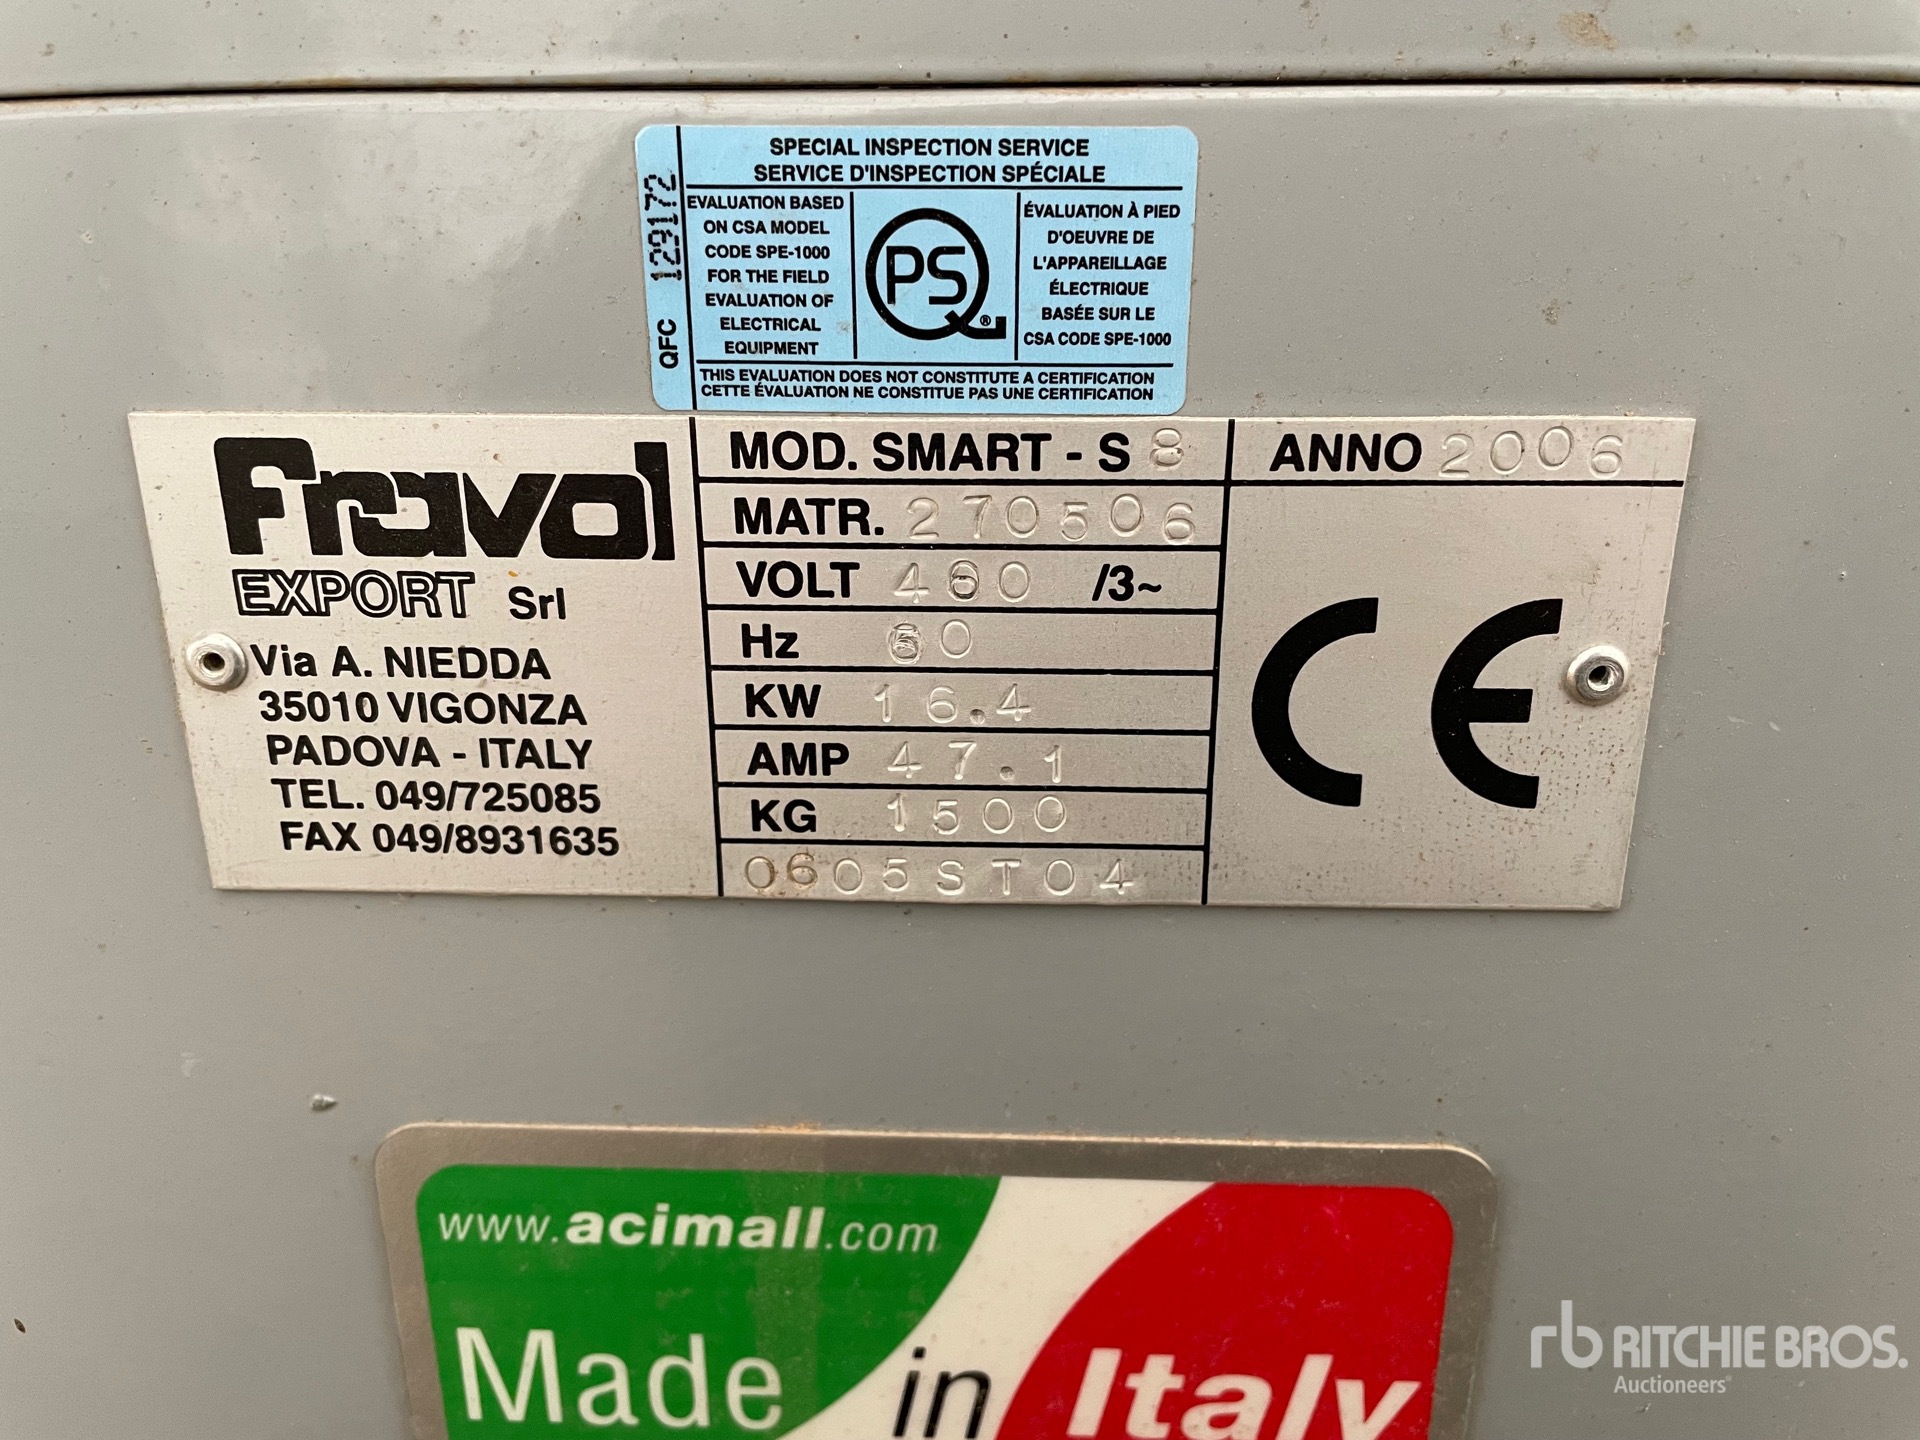 SPECIAL INSPECTION SERVICE
SERVICE D'INSPECTION SPÉCIALE
QFC 129172
EVALUATION BASED
ON CSA MODEL
CODE SPE-1000
FOR THE FIELD
EVALUATION OF
ELECTRICAL
EQUIPMENT
QPS®
ÉVALUATION À PIED
D'OEUVRE DE
L'APPAREILLAGE
ÉLECTRIQUE
BASÉE SUR LE
CSA CODE SPE-1000
THIS EVALUATION DOES NOT CONSTITUTE A CERTIFICATION
CETTE ÉVALUATION NE CONSTITUE PAS UNE CERTIFICATION
Fravol
EXPORT Srl
Via A. NIEDDA
35010 VIGONZA
PADOVA - ITALY
TEL. 049/725085
FAX 049/8931635
MOD. SMART - S 8
MATR. 270506
VOLT 460 /3~
Hz 60
KW 16.4
AMP 47.1
KG 1500
0605ST04
ANNO 2006
CE
www.acimall.com
Made in Italy
rb RITCHIE BROS.
Auctioneers